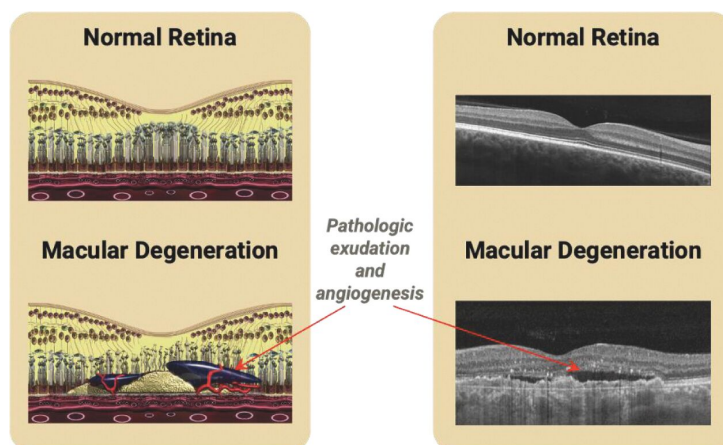 Normal Retina
Macular Degeneration
Pathologic
exudation
and
angiogenesis
Normal Retina
Macular Degeneration